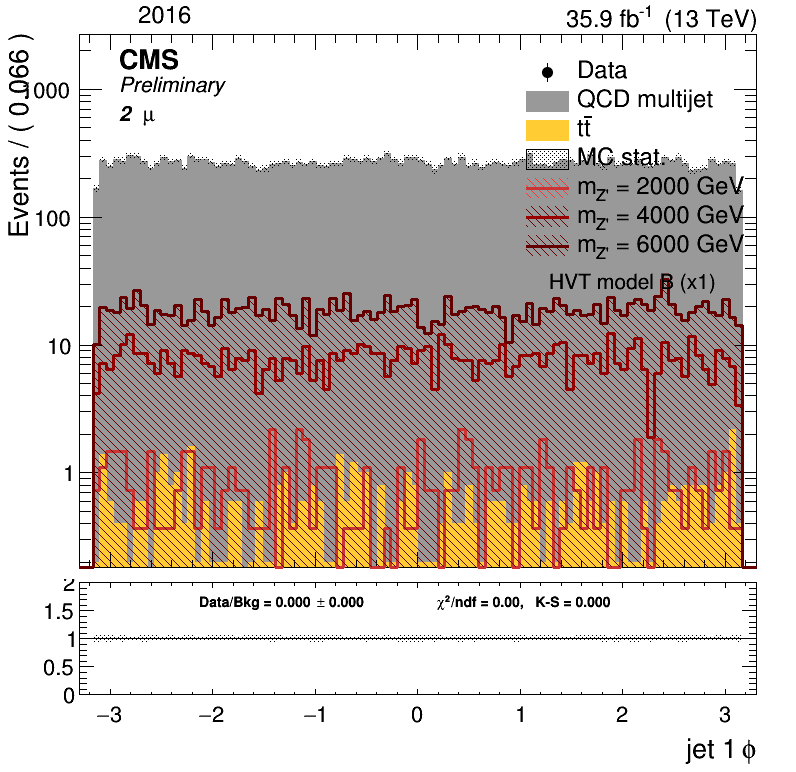 2016 35.9 fb⁻¹ (13 TeV)
CMS
Preliminary
2 μ
Data
QCD multijet
tt̄
MC stat.
m_Z' = 2000 GeV
m_Z' = 4000 GeV
m_Z' = 6000 GeV
HVT model B (x1)
Events / ( 0.066 )
1000
100
10
1
Data/Bkg = 0.000 ± 0.000 χ²/ndf = 0.00, K-S = 0.000
2
1.5
1
0.5
0
−3 −2 −1 0 1 2 3
jet 1 ϕ